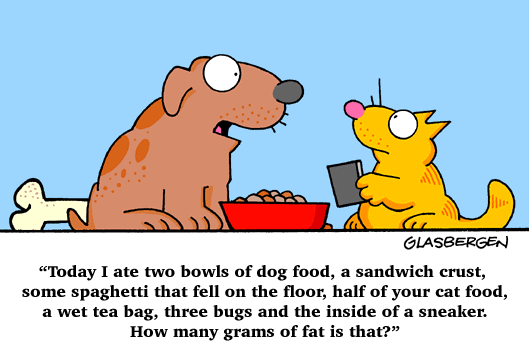 GLASBERGEN
“Today I ate two bowls of dog food, a sandwich crust,
some spaghetti that fell on the floor, half of your cat food,
a wet tea bag, three bugs and the inside of a sneaker.
How many grams of fat is that?”